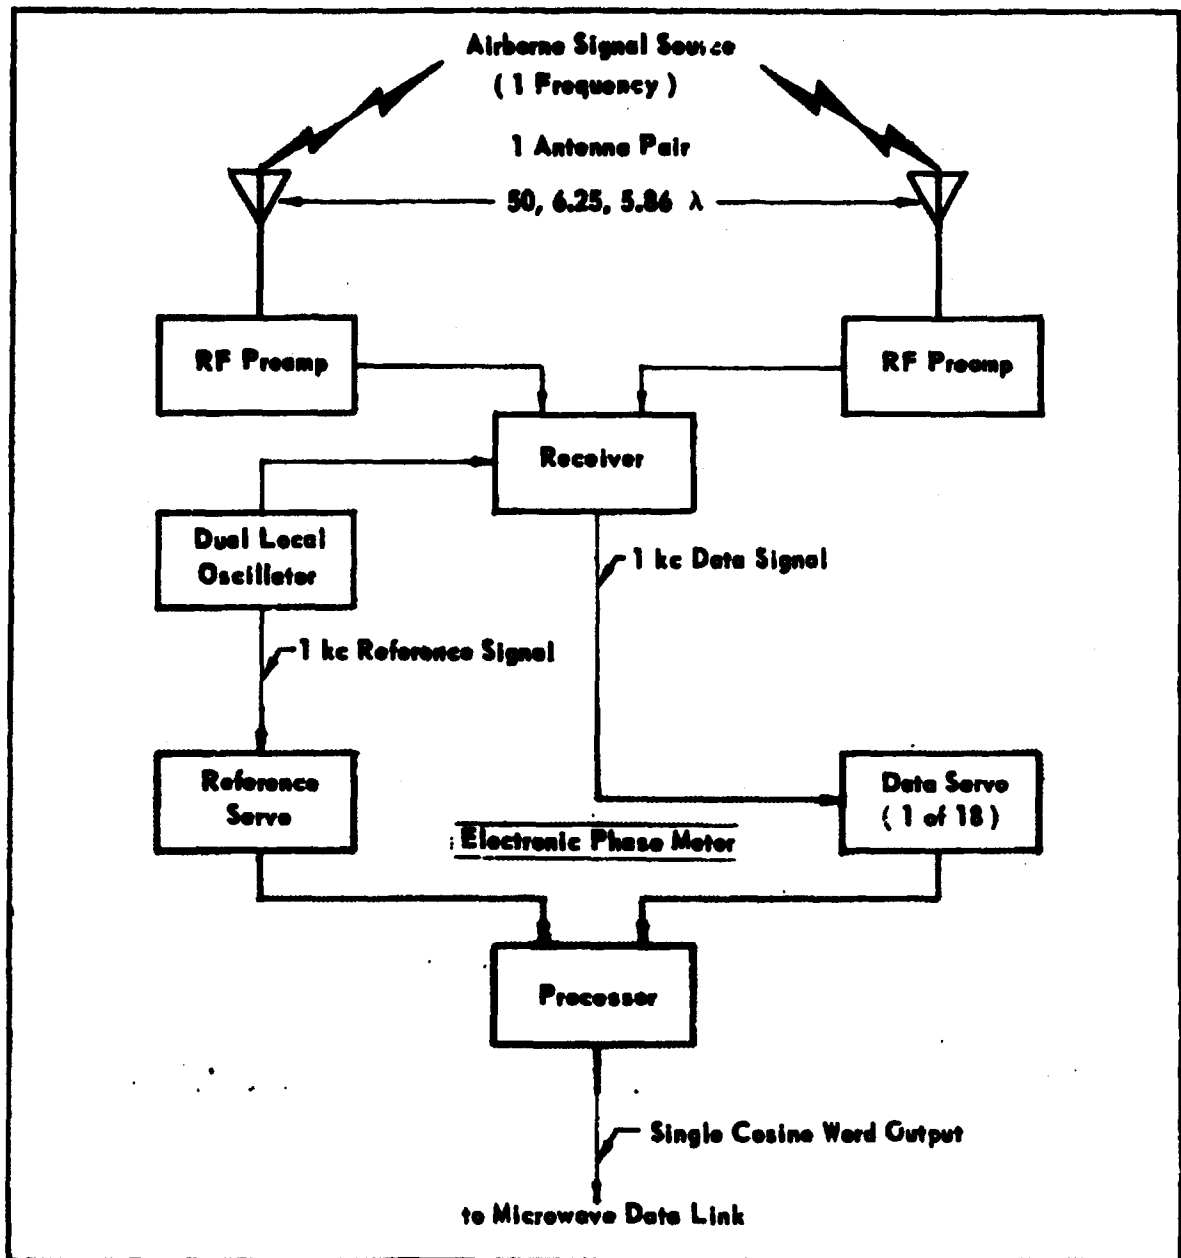 Airborne Signal Source
( 1 Frequency )
1 Antenna Pair
50, 6.25, 5.86 λ
RF Preamp
RF Preamp
Receiver
Dual Local
Oscillator
1 kc Data Signal
1 kc Reference Signal
Reference
Servo
Data Servo
( 1 of 18 )
Electronic Phase Meter
Processor
Single Cosine Word Output
to Microwave Data Link